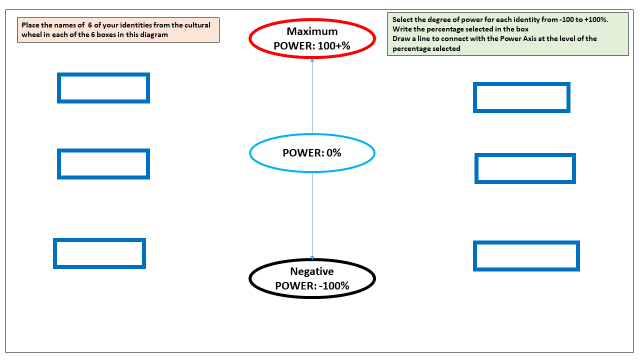 Place the names of 6 of your identities from the cultural
wheel in each of the 6 boxes in this diagram
Maximum
POWER: 100+%
Select the degree of power for each identity from -100 to +100%.
Write the percentage selected in the box
Draw a line to connect with the Power Axis at the level of the
percentage selected
POWER: 0%
Negative
POWER: -100%